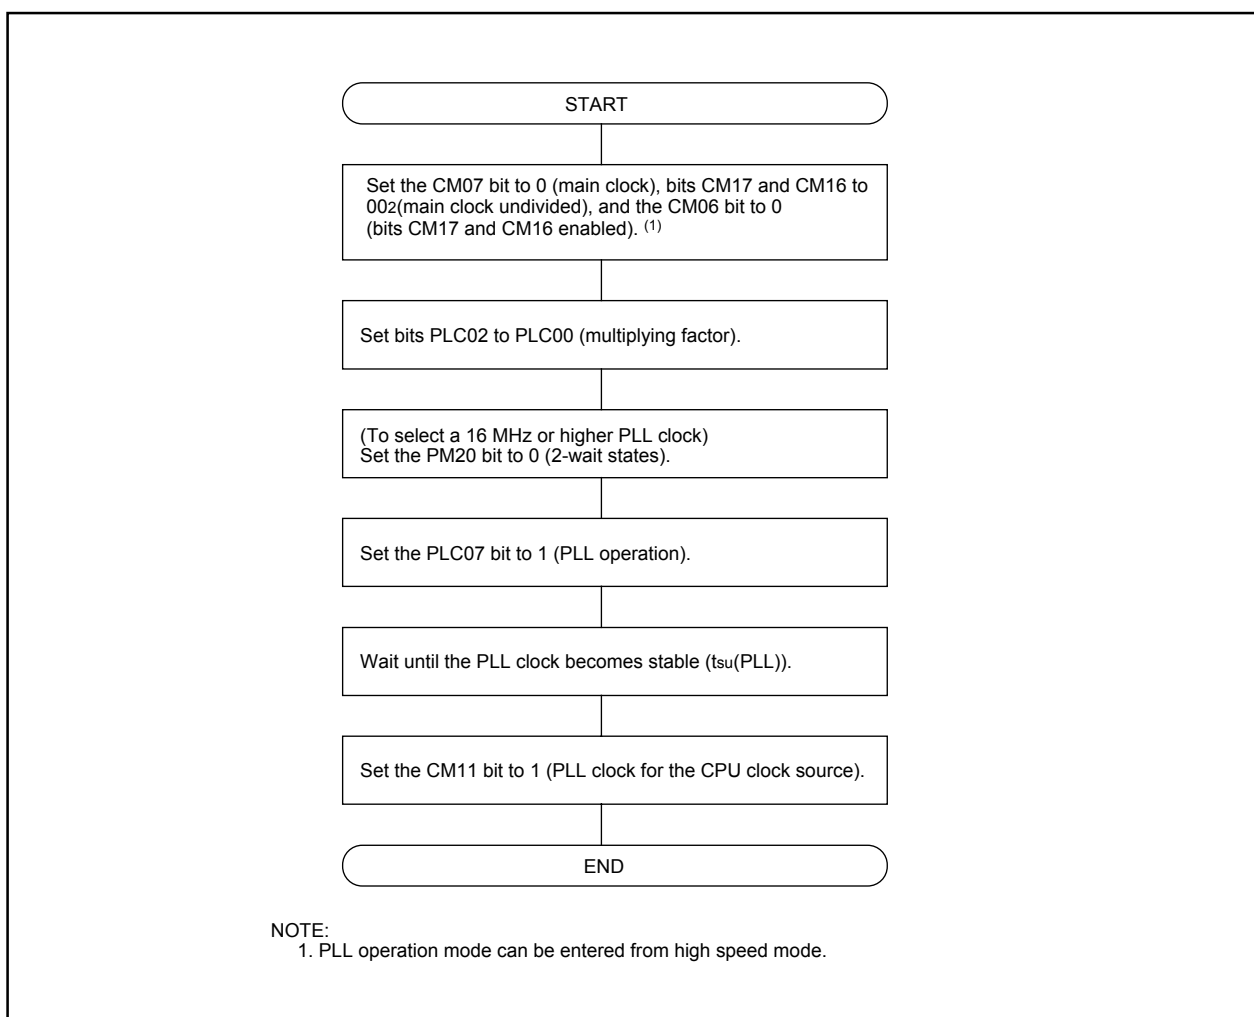 START
Set the CM07 bit to 0 (main clock), bits CM17 and CM16 to
002(main clock undivided), and the CM06 bit to 0
(bits CM17 and CM16 enabled). (1)
Set bits PLC02 to PLC00 (multiplying factor).
(To select a 16 MHz or higher PLL clock)
Set the PM20 bit to 0 (2-wait states).
Set the PLC07 bit to 1 (PLL operation).
Wait until the PLL clock becomes stable (tsu(PLL)).
Set the CM11 bit to 1 (PLL clock for the CPU clock source).
END
NOTE:
1. PLL operation mode can be entered from high speed mode.